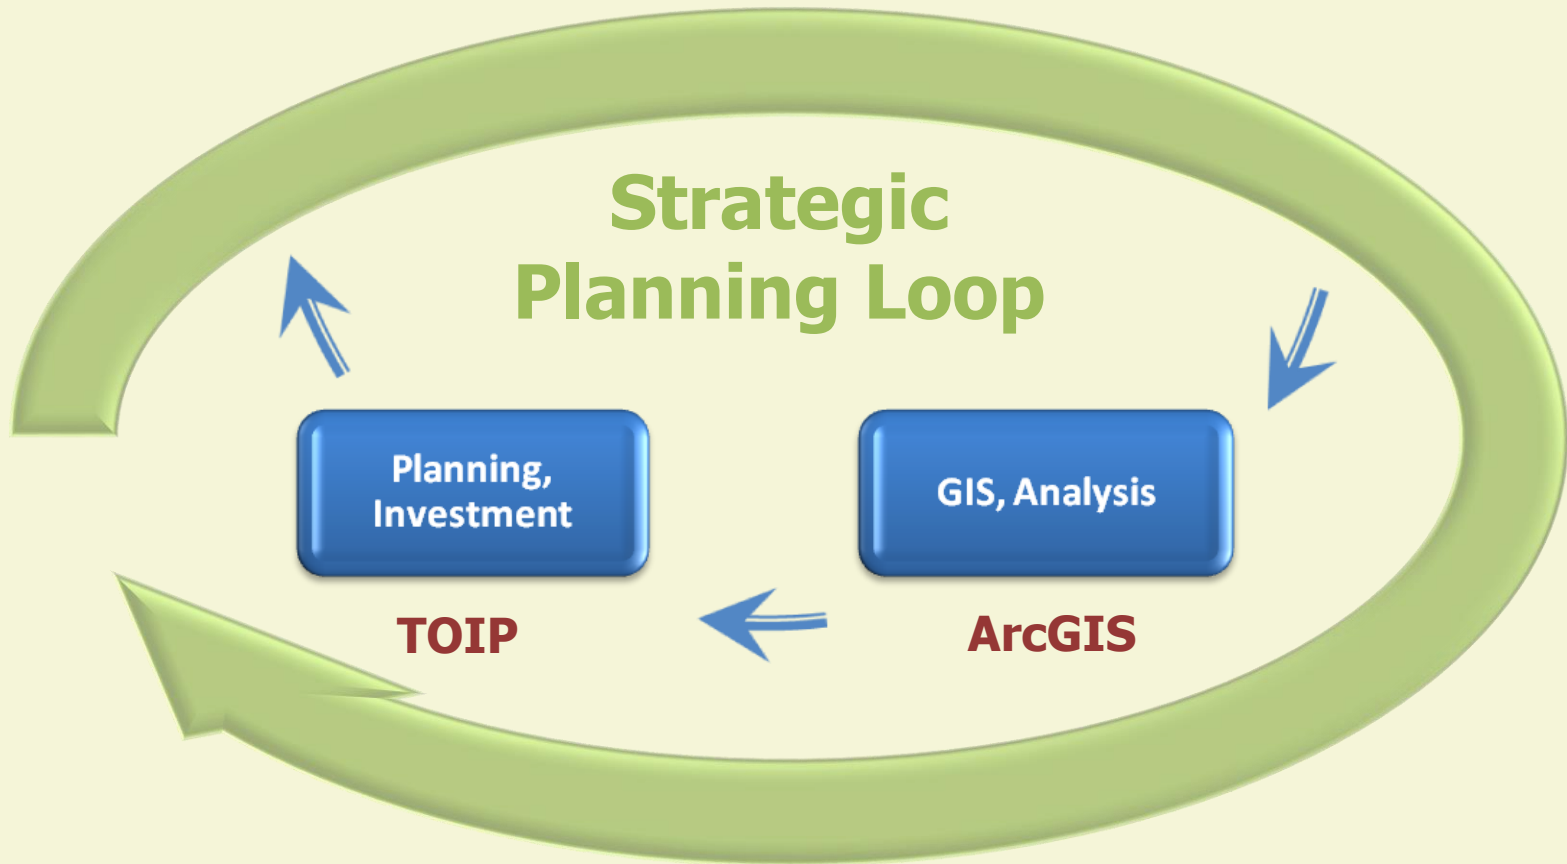 Strategic
Planning Loop
Planning,
Investment
GIS, Analysis
TOIP
ArcGIS